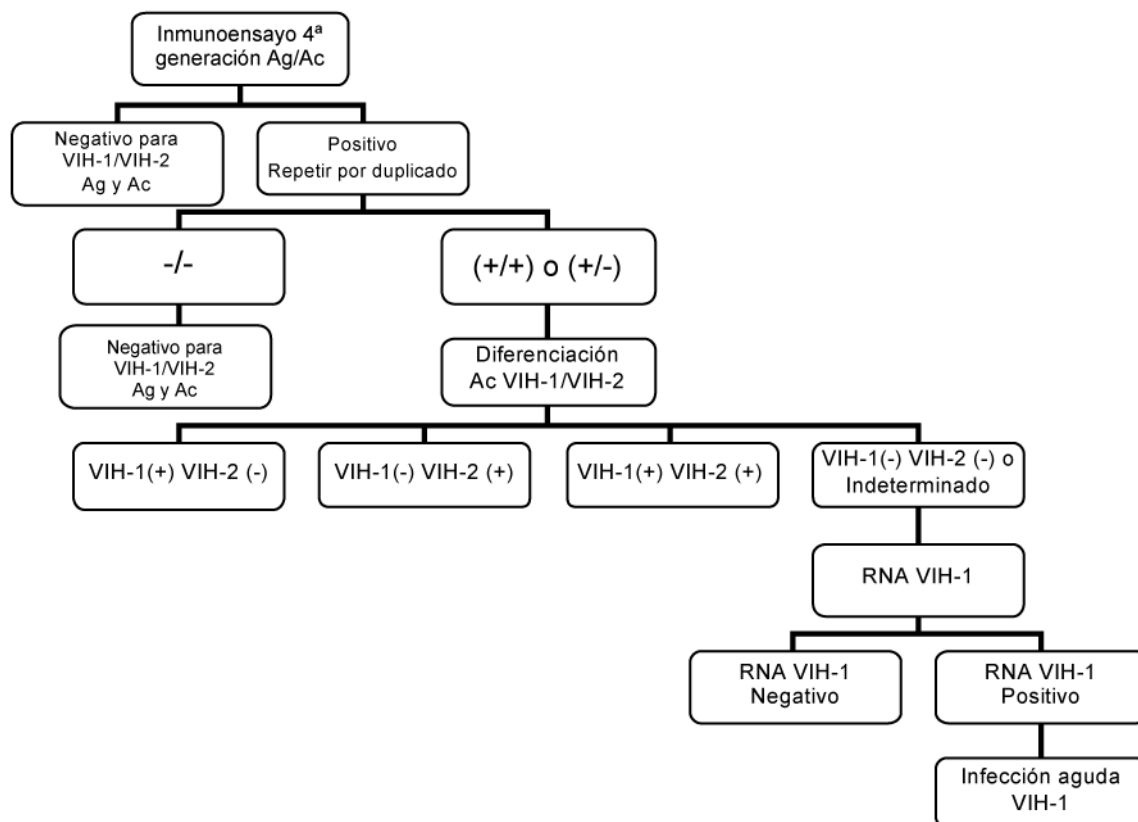 Inmunoensayo 4ª
generación Ag/Ac
Negativo para
VIH-1/VIH-2
Ag y Ac
Positivo
Repetir por duplicado
-/-
(+/+) o (+/-)
Negativo para
VIH-1/VIH-2
Ag y Ac
Diferenciación
Ac VIH-1/VIH-2
VIH-1(+) VIH-2 (-)
VIH-1(-) VIH-2 (+)
VIH-1(+) VIH-2 (+)
VIH-1(-) VIH-2 (-) o
Indeterminado
RNA VIH-1
RNA VIH-1
Negativo
RNA VIH-1
Positivo
Infección aguda
VIH-1